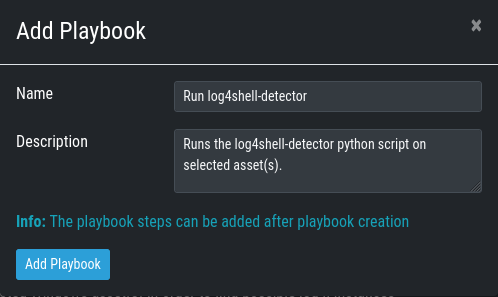 Add Playbook
×
Name
Run log4shell-detector
Description
Runs the log4shell-detector python script on
selected asset(s).
Info: The playbook steps can be added after playbook creation
Add Playbook